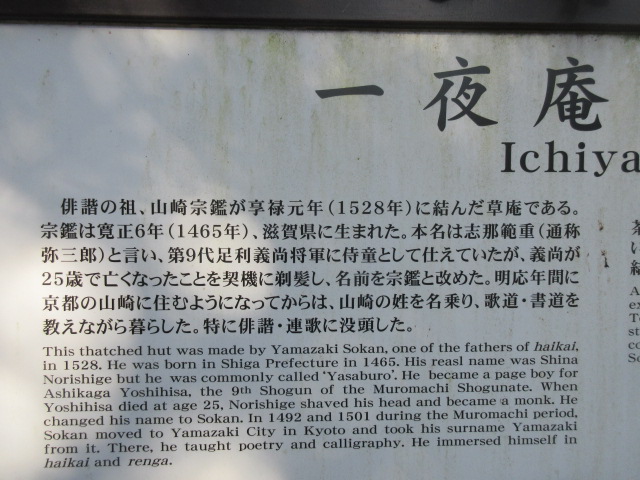 一夜庵
Ichiya
俳諧の祖、山崎宗鑑が享禄元年(1528年)に結んだ草庵である。
宗鑑は寛正6年(1465年)、滋賀県に生まれた。本名は志那範重(通称
弥三郎)と言い、第9代足利義尚将軍に侍童として仕えていたが、義尚が
25歳で亡くなったことを契機に剃髪し、名前を宗鑑と改めた。明応年間に
京都の山崎に住むようになってからは、山崎の姓を名乗り、歌道・書道を
教えながら暮らした。特に俳諧・連歌に没頭した。
This thatched hut was made by Yamazaki Sokan, one of the fathers of haikai,
in 1528. He was born in Shiga Prefecture in 1465. His reasl name was Shina
Norishige but he was commonly called 'Yasaburo'. He became a page boy for
Ashikaga Yoshihisa, the 9th Shogun of the Muromachi Shogunate. When
Yoshihisa died at age 25, Norishige shaved his head and became a monk. He
changed his name to Sokan. In 1492 and 1501 during the Muromachi period,
Sokan moved to Yamazaki City in Kyoto and took his surname Yamazaki
from it. There, he taught poetry and calligraphy. He immersed himself in
haikai and renga.